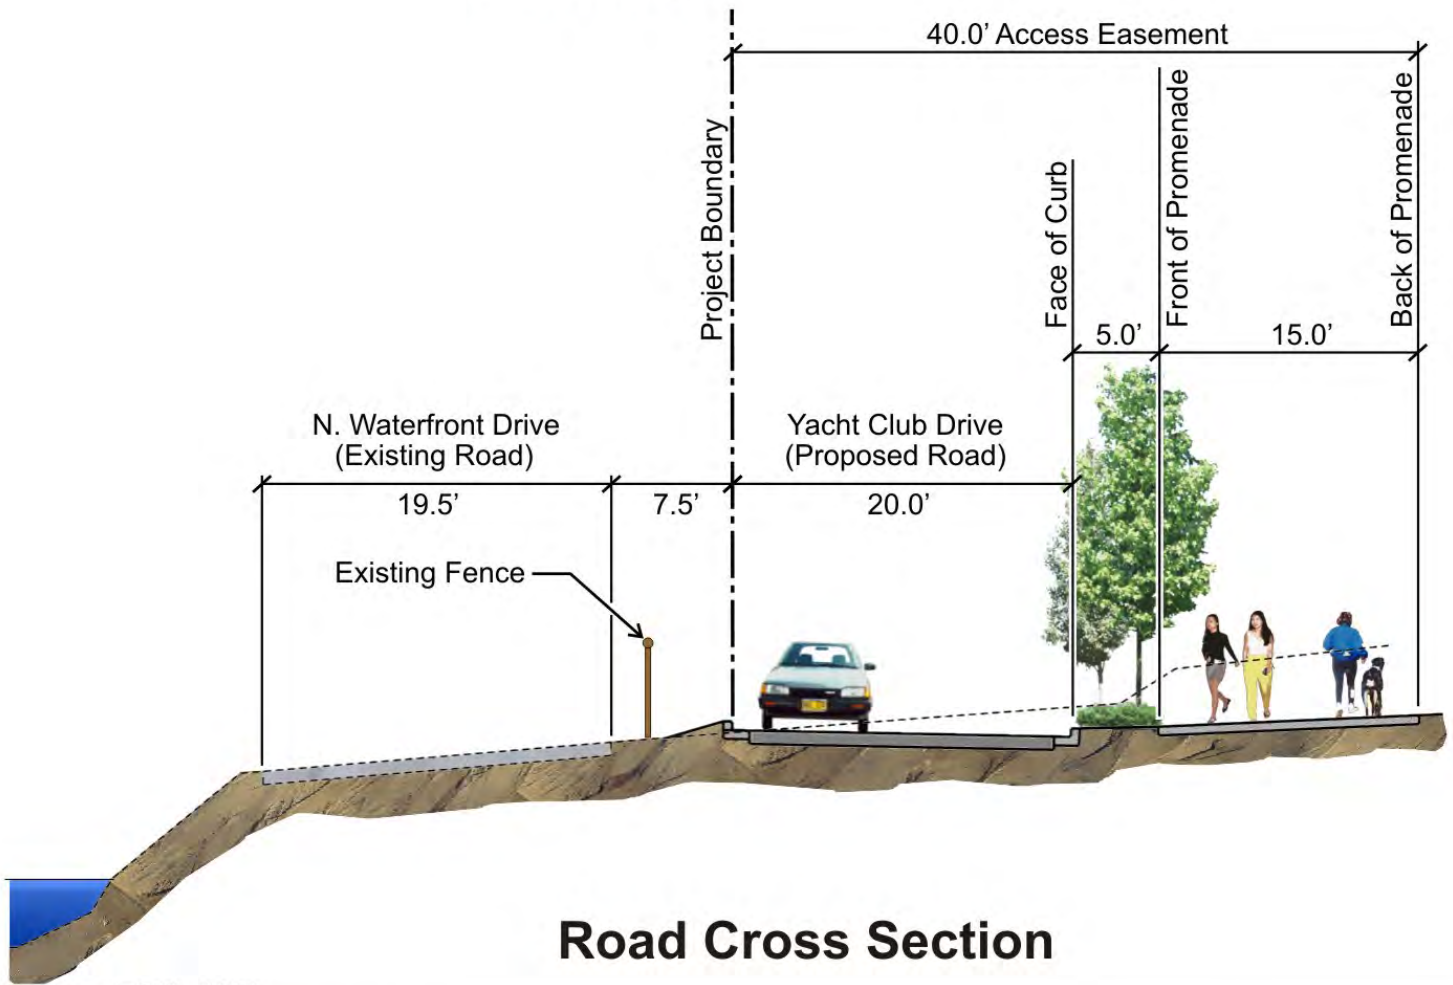 40.0’ Access Easement
Project Boundary
Face of Curb
Front of Promenade
Back of Promenade
5.0’
15.0’
N. Waterfront Drive
(Existing Road)
Yacht Club Drive
(Proposed Road)
19.5’
7.5’
20.0’
Existing Fence
Road Cross Section